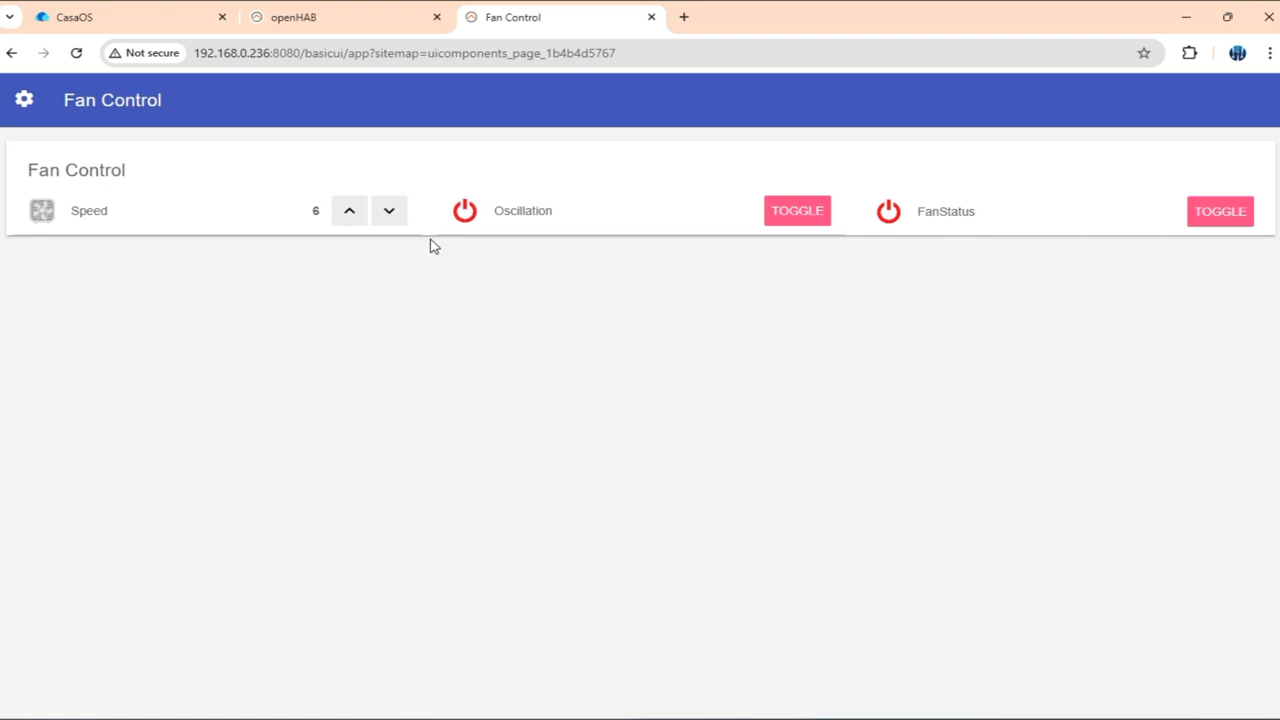 CasaOS
openHAB
Fan Control
Not secure
192.168.0.236:8080/basicui/app?sitemap=uicomponents_page_1b4b4d5767
Fan Control
Fan Control
Speed 6 Oscillation TOGGLE FanStatus TOGGLE